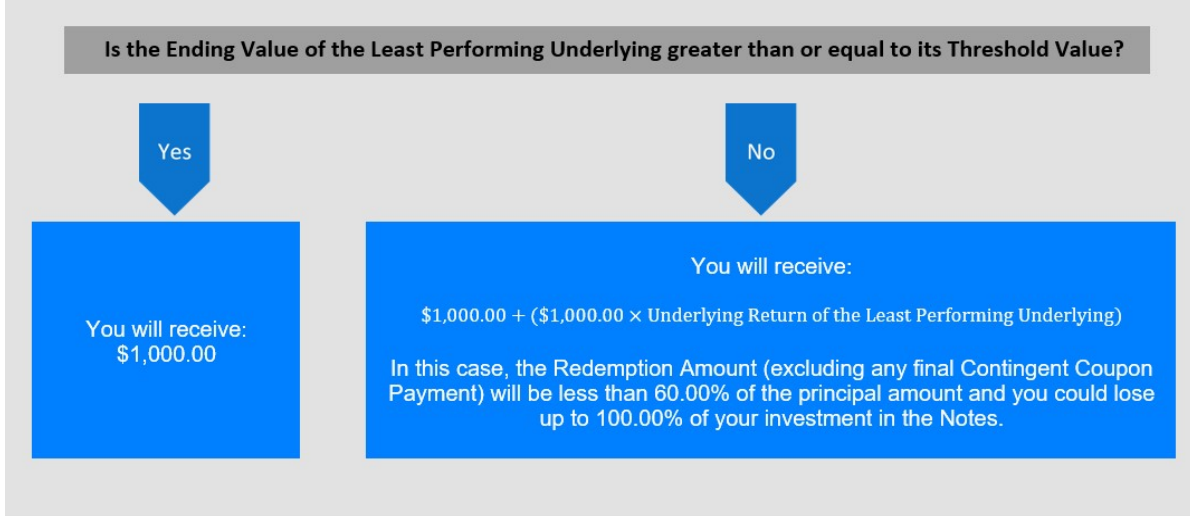 Is the Ending Value of the Least Performing Underlying greater than or equal to its Threshold Value?
Yes
No
You will receive:
$1,000.00
You will receive:
$1,000.00 + ($1,000.00 × Underlying Return of the Least Performing Underlying)
In this case, the Redemption Amount (excluding any final Contingent Coupon
Payment) will be less than 60.00% of the principal amount and you could lose
up to 100.00% of your investment in the Notes.